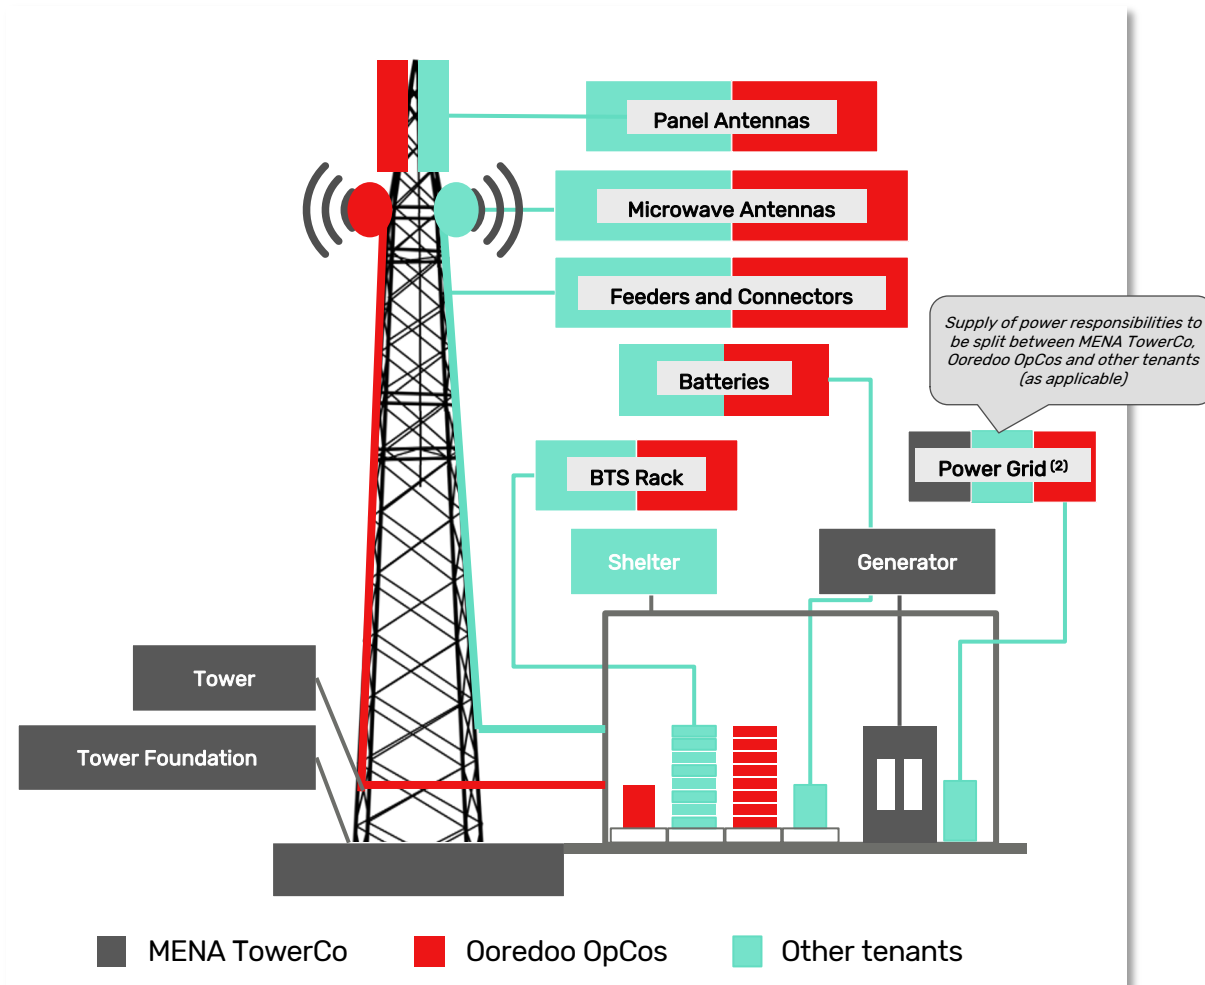 Panel Antennas
Microwave Antennas
Feeders and Connectors
Supply of power responsibilities to
be split between MENA TowerCo,
Ooredoo OpCos and other tenants
(as applicable)
Batteries
Power Grid (2)
BTS Rack
Shelter
Generator
Tower
Tower Foundation
MENA TowerCo
Ooredoo OpCos
Other tenants